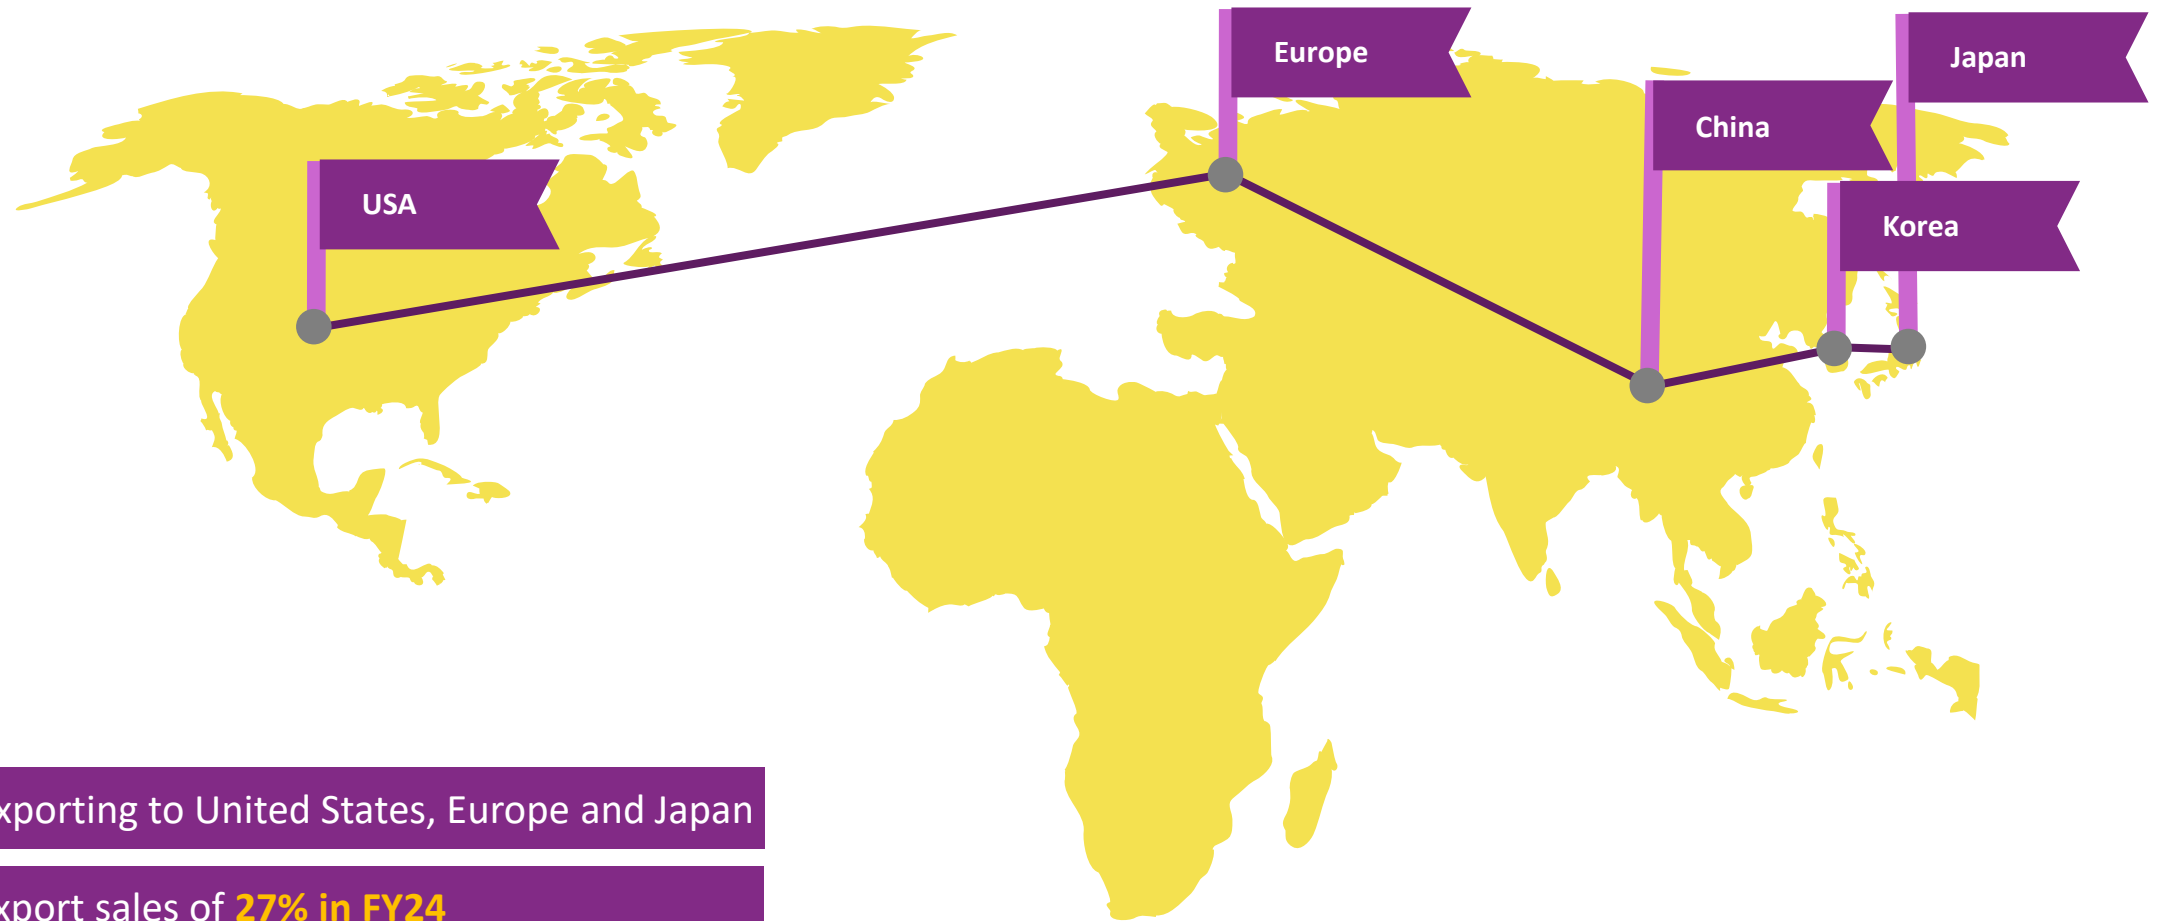 Europe
Japan
China
USA
Korea
xporting to United States, Europe and Japan
xport sales of 27% in FY24